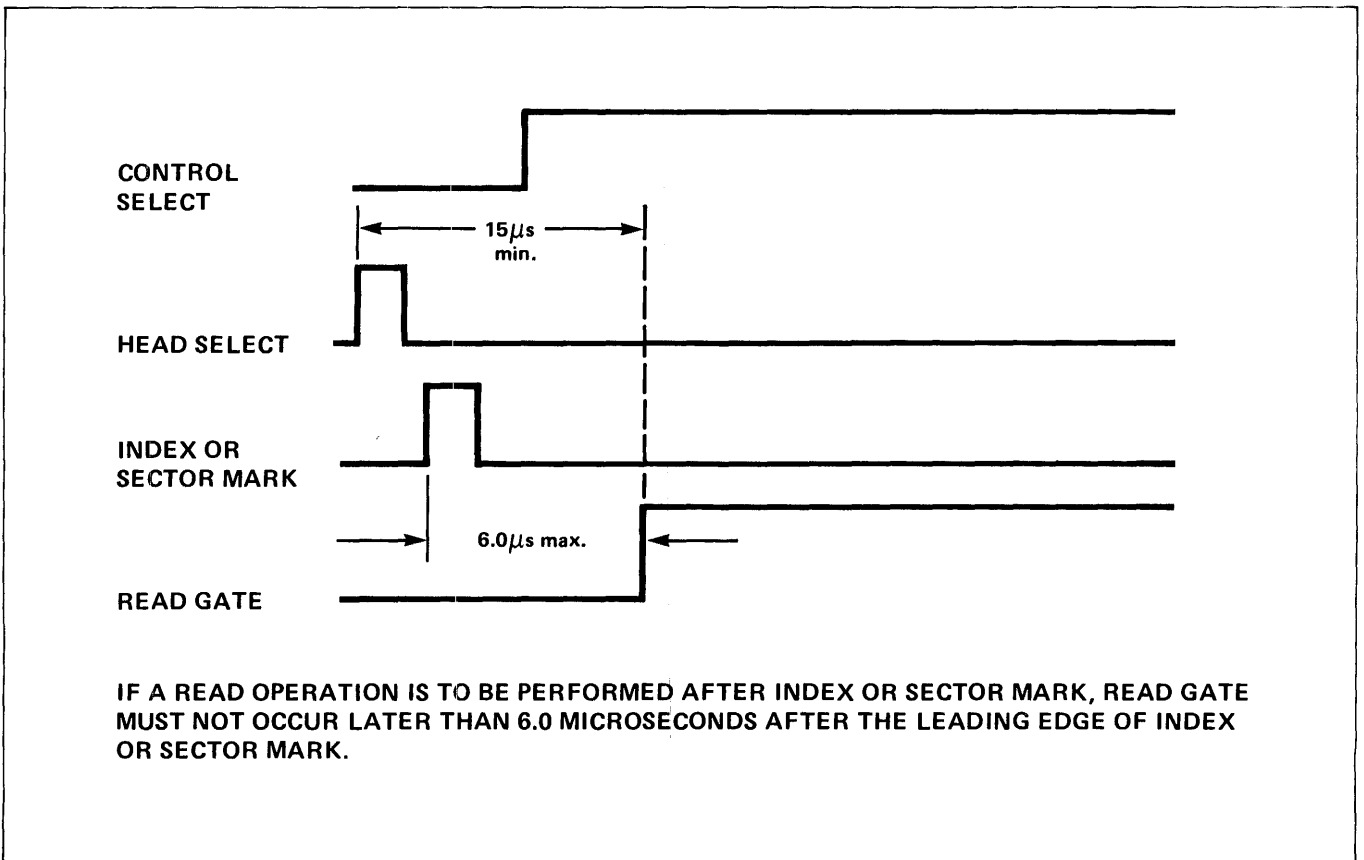 CONTROL
SELECT
15μs
min.
HEAD SELECT
INDEX OR
SECTOR MARK
6.0μs max.
READ GATE
IF A READ OPERATION IS TO BE PERFORMED AFTER INDEX OR SECTOR MARK, READ GATE
MUST NOT OCCUR LATER THAN 6.0 MICROSECONDS AFTER THE LEADING EDGE OF INDEX
OR SECTOR MARK.